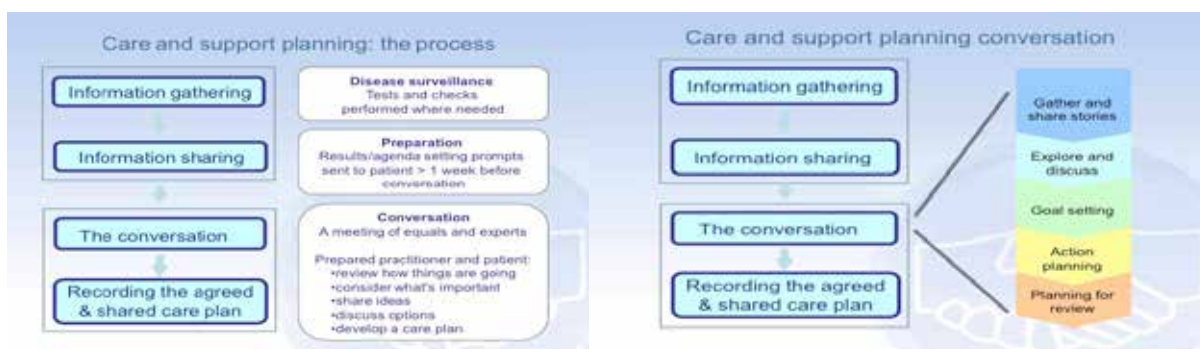 Care and support planning: the process
Information gathering
Information sharing
The conversation
Recording the agreed
& shared care plan
Disease surveillance
Tests and checks
performed where needed
Preparation
Results/agenda setting prompts
sent to patient > 1 week before
conversation
Conversation
A meeting of equals and experts
Prepared practitioner and patient:
•review how things are going
•consider what's important
•share ideas
•discuss options
•develop a care plan
Care and support planning conversation
Information gathering
Information sharing
The conversation
Recording the agreed
& shared care plan
Gather and
share stories
Explore and
discuss
Goal setting
Action
planning
Planning for
review